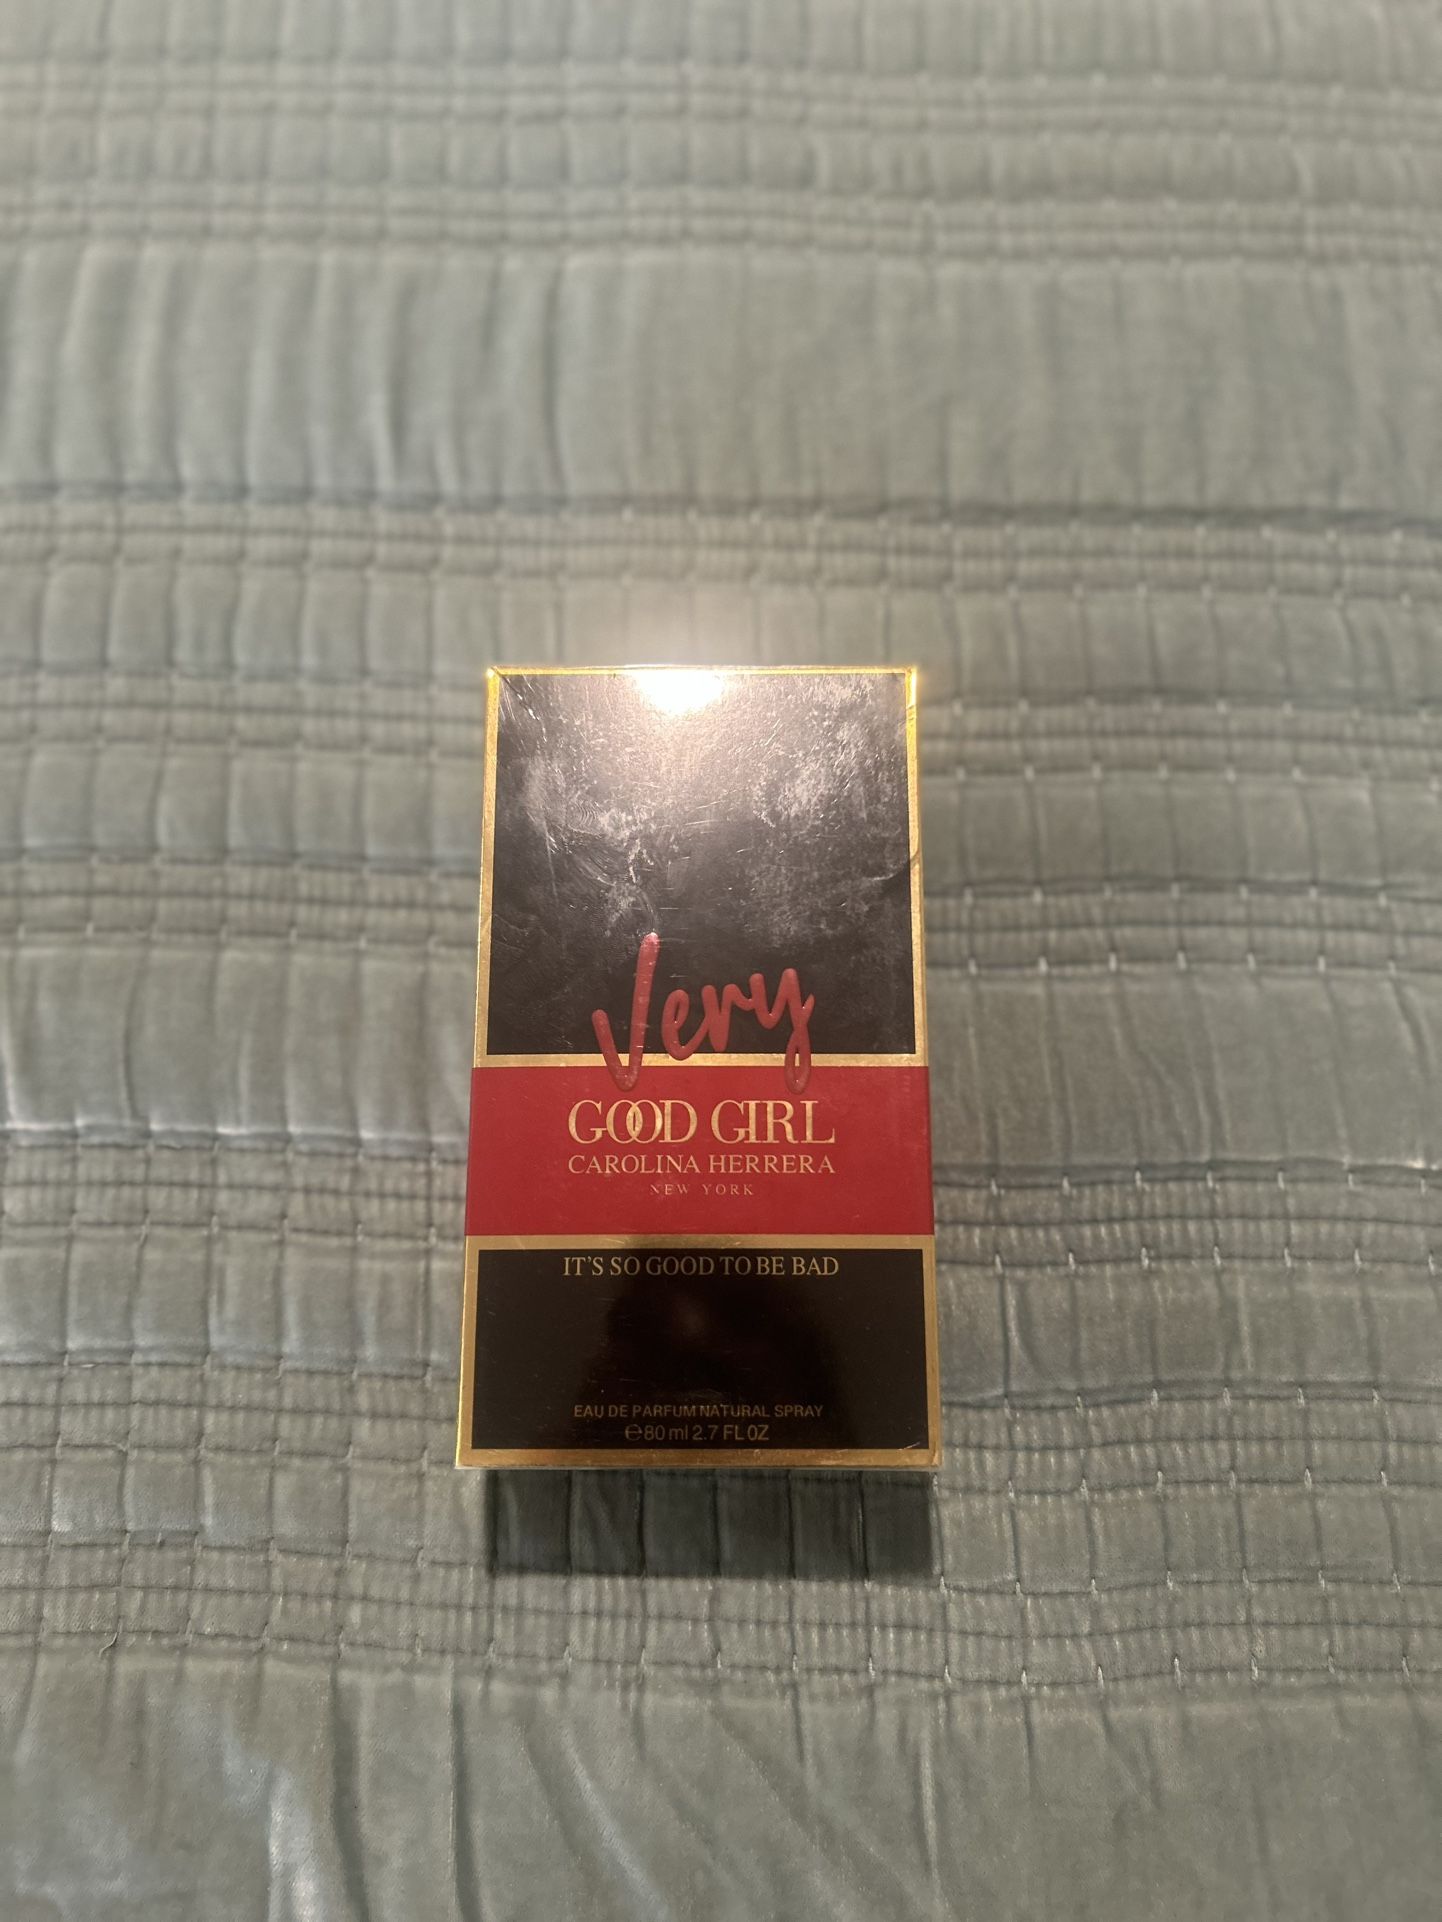 Very
GOOD GIRL
CAROLINA HERRERA
NEW YORK
IT'S SO GOOD TO BE BAD
EAU DE PARFUM NATURAL SPRAY
℮80 ml 2.7 FL OZ